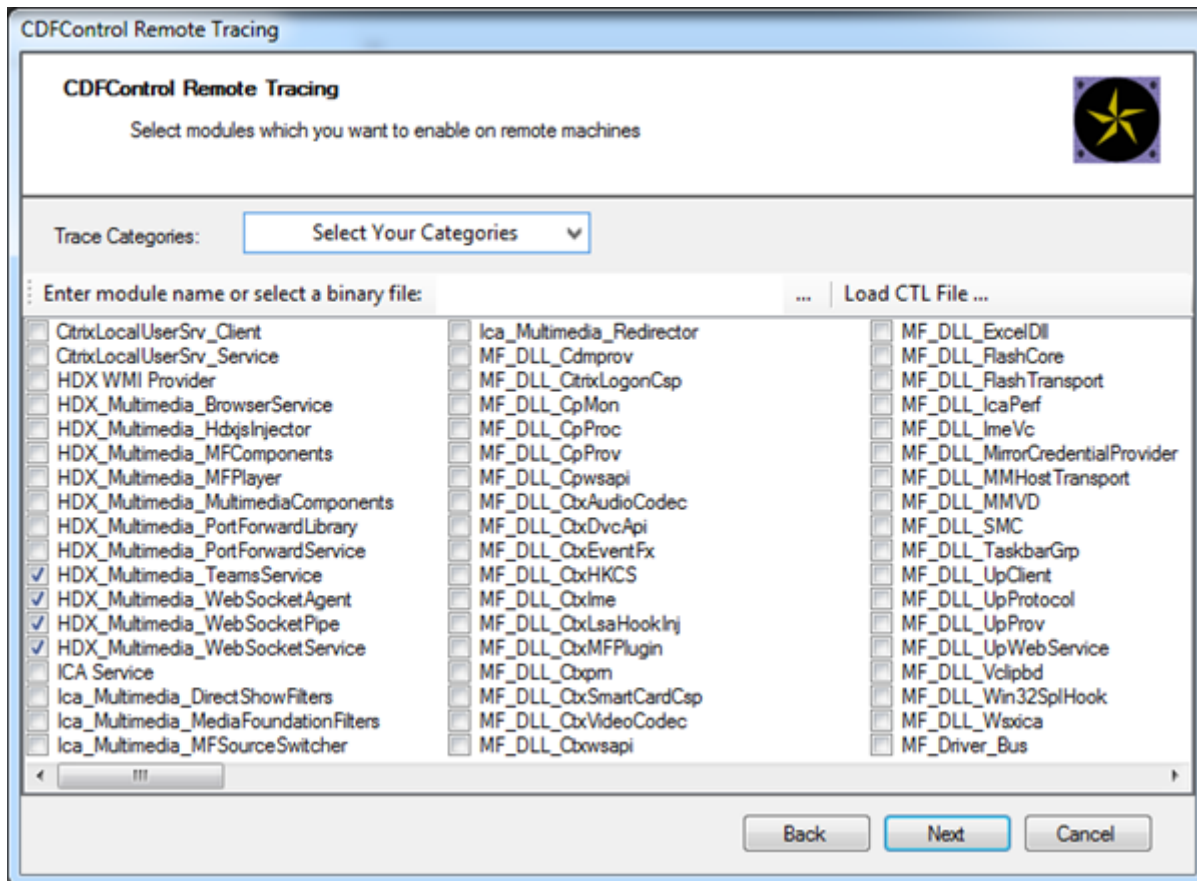 CDFControl Remote Tracing
CDFControl Remote Tracing
Select modules which you want to enable on remote machines
Trace Categories:
Select Your Categories
Enter module name or select a binary file:
...
Load CTL File ...
CitrixLocalUserSrv_Client
CitrixLocalUserSrv_Service
HDX WMI Provider
HDX_Multimedia_BrowserService
HDX_Multimedia_HdxjsInjector
HDX_Multimedia_MFComponents
HDX_Multimedia_MFPlayer
HDX_Multimedia_MultimediaComponents
HDX_Multimedia_PortForwardLibrary
HDX_Multimedia_PortForwardService
HDX_Multimedia_TeamsService
HDX_Multimedia_WebSocketAgent
HDX_Multimedia_WebSocketPipe
HDX_Multimedia_WebSocketService
ICA Service
Ica_Multimedia_DirectShowFilters
Ica_Multimedia_MediaFoundationFilters
Ica_Multimedia_MFSourceSwitcher
Ica_Multimedia_Redirector
MF_DLL_Cdmprov
MF_DLL_CitrixLogonCsp
MF_DLL_CpMon
MF_DLL_CpProc
MF_DLL_CpProv
MF_DLL_Cpwsapi
MF_DLL_CtxAudioCodec
MF_DLL_CtxDvcApi
MF_DLL_CtxEventFx
MF_DLL_CtxHKCS
MF_DLL_CtxIme
MF_DLL_CtxLsaHookInj
MF_DLL_CtxMFPlugin
MF_DLL_Ctxprn
MF_DLL_CtxSmartCardCsp
MF_DLL_CtxVideoCodec
MF_DLL_Ctxwsapi
MF_DLL_ExcelDll
MF_DLL_FlashCore
MF_DLL_FlashTransport
MF_DLL_IcaPerf
MF_DLL_ImeVc
MF_DLL_MirrorCredentialProvider
MF_DLL_MMHostTransport
MF_DLL_MMVD
MF_DLL_SMC
MF_DLL_TaskbarGrp
MF_DLL_UpClient
MF_DLL_UpProtocol
MF_DLL_UpProv
MF_DLL_UpWebService
MF_DLL_Vclipbd
MF_DLL_Win32SplHook
MF_DLL_Wsxica
MF_Driver_Bus
Back
Next
Cancel